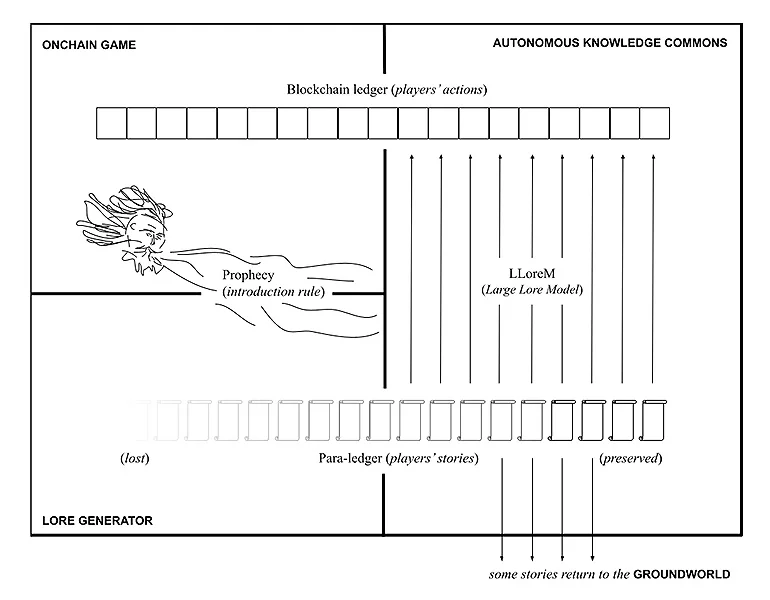 ONCHAIN GAME
AUTONOMOUS KNOWLEDGE COMMONS
Blockchain ledger (players' actions)
Prophecy
(introduction rule)
LLoreM
(Large Lore Model)
(lost)
Para-ledger (players' stories)
(preserved)
LORE GENERATOR
some stories return to the GROUNDWORLD